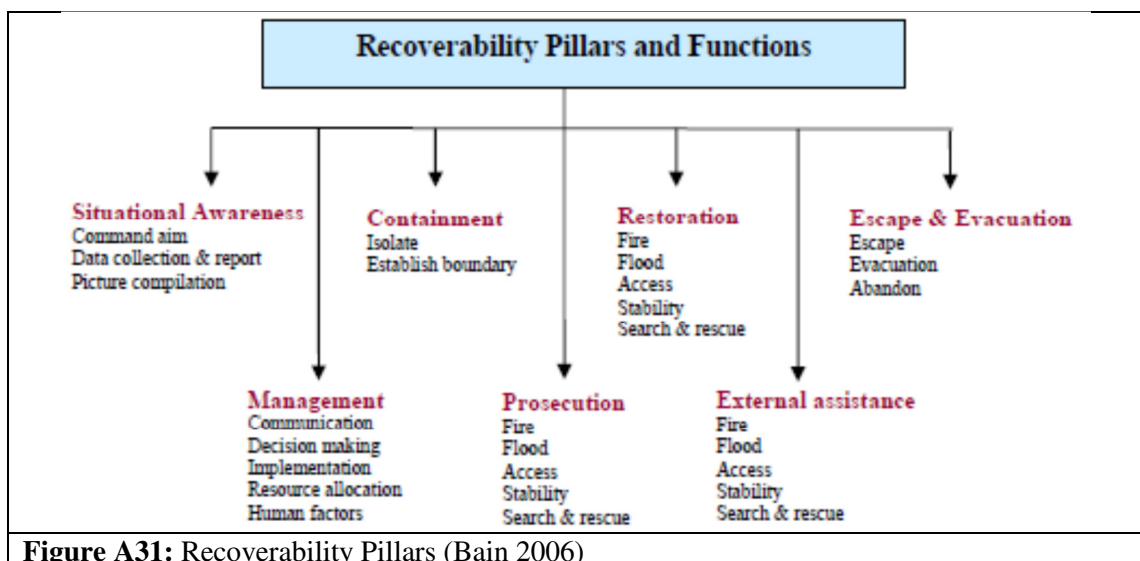 Recoverability Pillars and Functions
Situational Awareness
Command aim
Data collection & report
Picture compilation
Containment
Isolate
Establish boundary
Restoration
Fire
Flood
Access
Stability
Search & rescue
Escape & Evacuation
Escape
Evacuation
Abandon
Management
Communication
Decision making
Implementation
Resource allocation
Human factors
Prosecution
Fire
Flood
Access
Stability
Search & rescue
External assistance
Fire
Flood
Access
Stability
Search & rescue
Figure A31: Recoverability Pillars (Bain 2006)